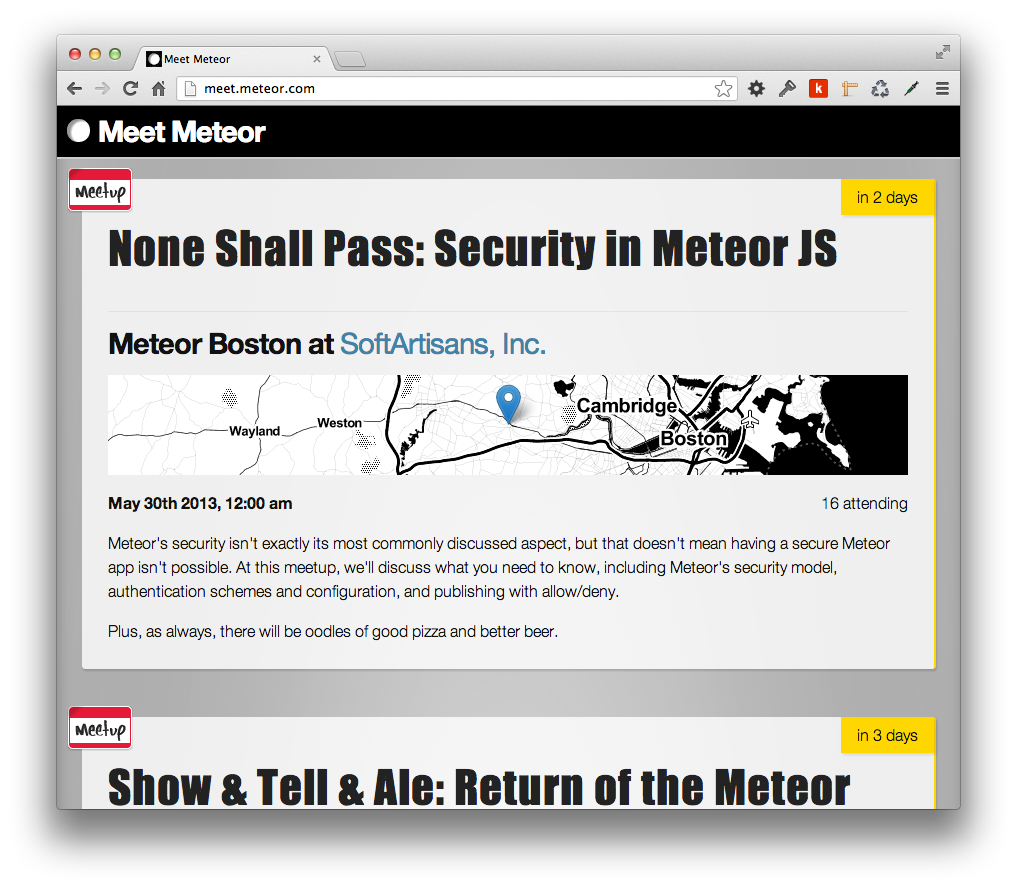 Meet Meteor
meet.meteor.com
k
Meet Meteor
Meetup
in 2 days
None Shall Pass: Security in Meteor JS
Meteor Boston at SoftArtisans, Inc.
Wayland
Weston
Cambridge
Boston
May 30th 2013, 12:00 am
16 attending
Meteor's security isn't exactly its most commonly discussed aspect, but that doesn't mean having a secure Meteor
app isn't possible. At this meetup, we'll discuss what you need to know, including Meteor's security model,
authentication schemes and configuration, and publishing with allow/deny.
Plus, as always, there will be oodles of good pizza and better beer.
Meetup
in 3 days
Show & Tell & Ale: Return of the Meteor